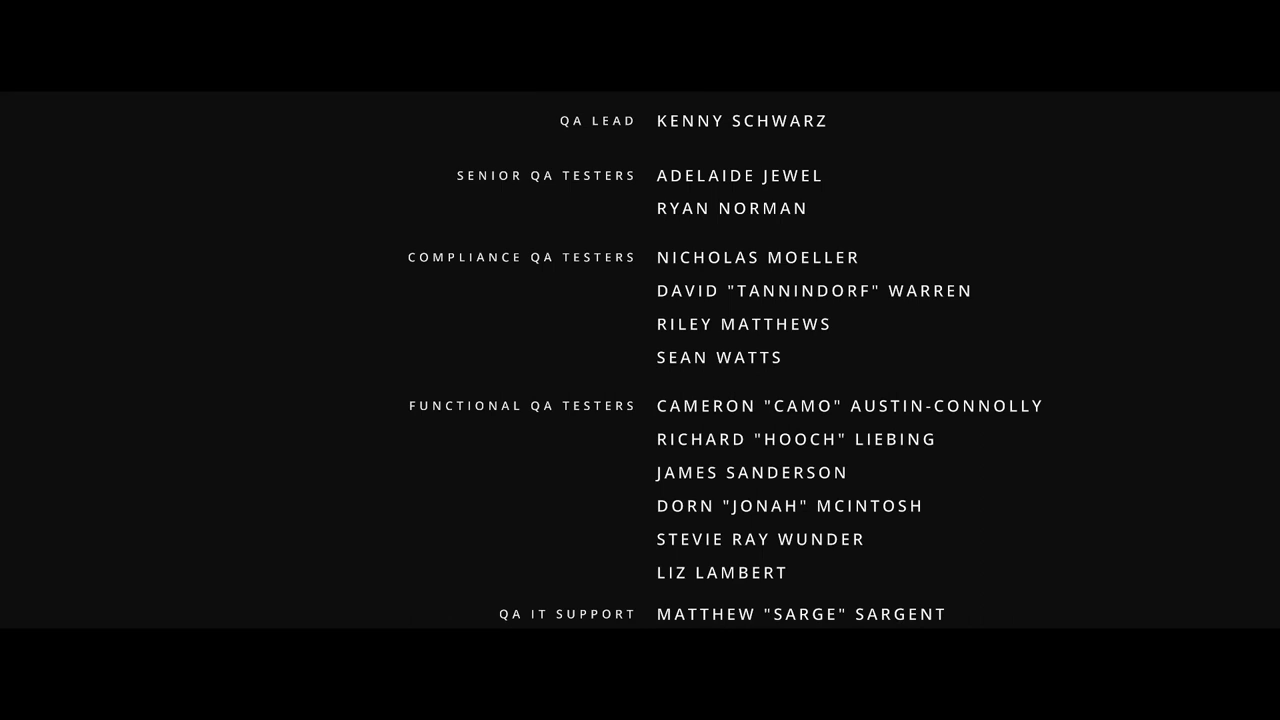 QA LEAD KENNY SCHWARZ
SENIOR QA TESTERS ADELAIDE JEWEL
RYAN NORMAN
COMPLIANCE QA TESTERS NICHOLAS MOELLER
DAVID "TANNINDORF" WARREN
RILEY MATTHEWS
SEAN WATTS
FUNCTIONAL QA TESTERS CAMERON "CAMO" AUSTIN-CONNOLLY
RICHARD "HOOCH" LIEBING
JAMES SANDERSON
DORN "JONAH" MCINTOSH
STEVIE RAY WUNDER
LIZ LAMBERT
QA IT SUPPORT MATTHEW "SARGE" SARGENT